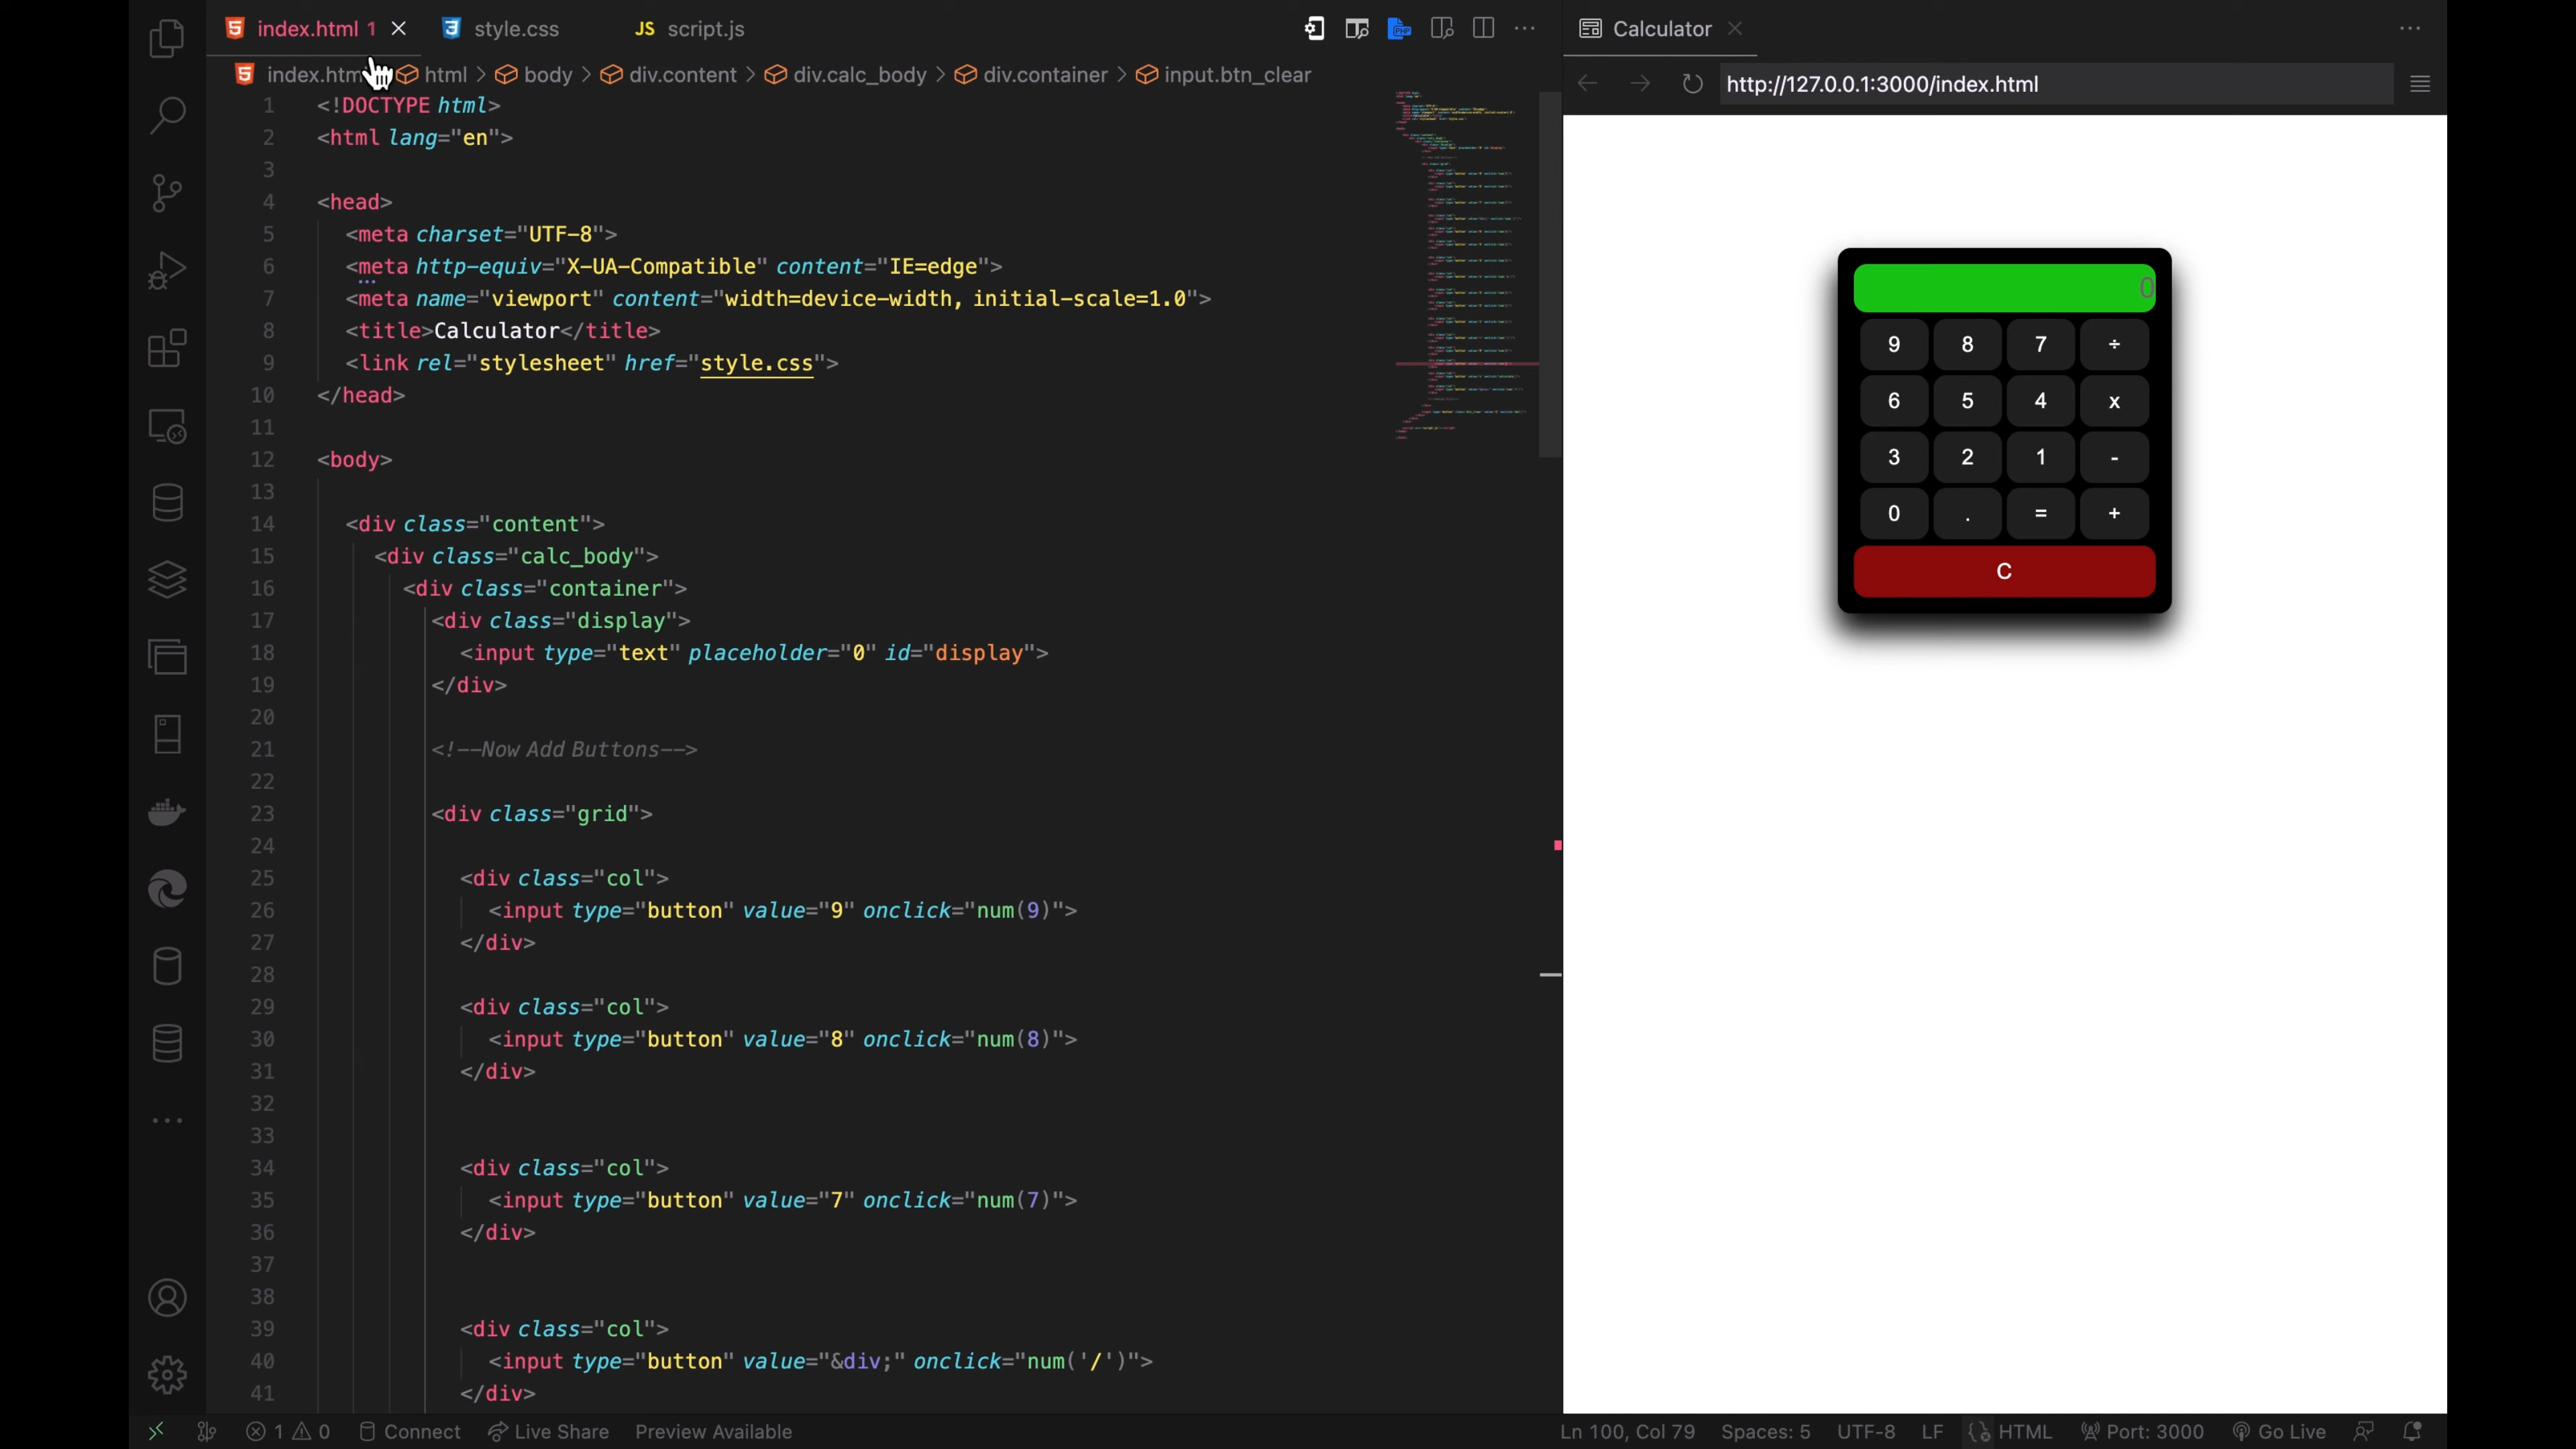 index.html 1
style.css
JS script.js
Calculator
index.htm html > body > div.content > div.calc_body > div.container > input.btn_clear
http://127.0.0.1:3000/index.html
1 <!DOCTYPE html>
2 <html lang="en">
3
4 <head>
5 <meta charset="UTF-8">
6 <meta http-equiv="X-UA-Compatible" content="IE=edge">
7 <meta name="viewport" content="width=device-width, initial-scale=1.0">
8 <title>Calculator</title>
9 <link rel="stylesheet" href="style.css">
10 </head>
11
12 <body>
13
14 <div class="content">
15 <div class="calc_body">
16 <div class="container">
17 <div class="display">
18 <input type="text" placeholder="0" id="display">
19 </div>
20
21 <!--Now Add Buttons-->
22
23 <div class="grid">
24
25 <div class="col">
26 <input type="button" value="9" onclick="num(9)">
27 </div>
28
29 <div class="col">
30 <input type="button" value="8" onclick="num(8)">
31 </div>
32
33
34 <div class="col">
35 <input type="button" value="7" onclick="num(7)">
36 </div>
37
38
39 <div class="col">
40 <input type="button" value="&div;" onclick="num('/')">
41 </div>
0
9 8 7 ÷
6 5 4 x
3 2 1 -
0 . = +
C
1 0 Connect Live Share Preview Available
Ln 100, Col 79 Spaces: 5 UTF-8 LF HTML Port: 3000 Go Live